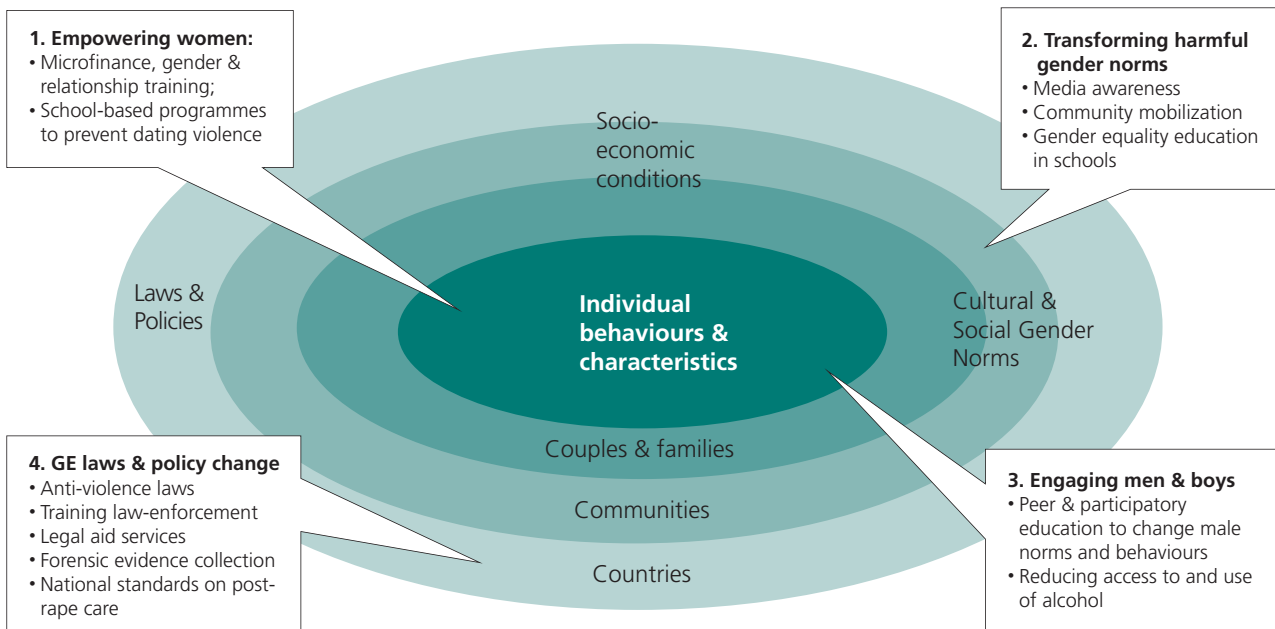 1. Empowering women:
• Microfinance, gender &
relationship training;
• School-based programmes
to prevent dating violence
2. Transforming harmful
gender norms
• Media awareness
• Community mobilization
• Gender equality education
in schools
Socio-
economic
conditions
Laws &
Policies
Individual
behaviours &
characteristics
Cultural &
Social Gender
Norms
Couples & families
Communities
Countries
4. GE laws & policy change
• Anti-violence laws
• Training law-enforcement
• Legal aid services
• Forensic evidence collection
• National standards on post-
rape care
3. Engaging men & boys
• Peer & participatory
education to change male
norms and behaviours
• Reducing access to and use
of alcohol